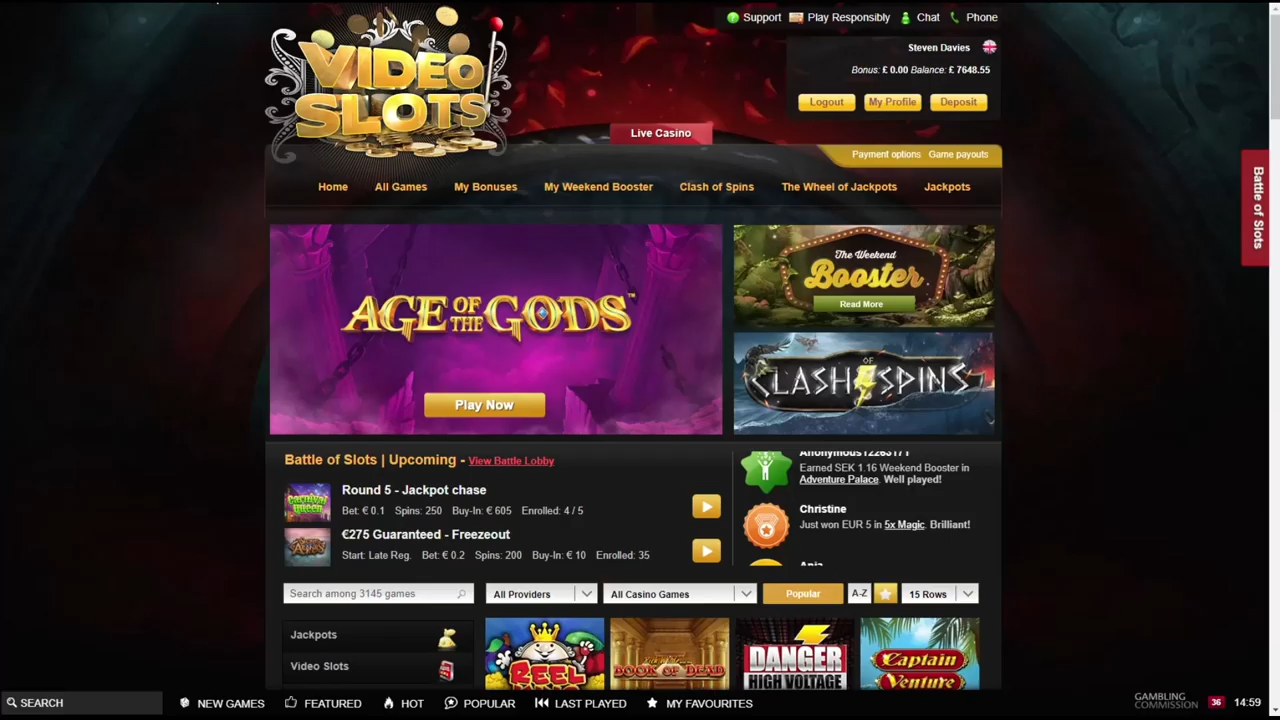 Support Play Responsibly Chat Phone
VIDEO
SLOTS
Steven Davies
Bonus: £ 0.00 Balance: £ 7648.55
Logout My Profile Deposit
Live Casino
Payment options Game payouts
Home All Games My Bonuses My Weekend Booster Clash of Spins The Wheel of Jackpots Jackpots
Battle of Slots
AGE OF THE GODS™
Play Now
The Weekend
Booster
Read More
CLASH OF SPINS
Battle of Slots | Upcoming - View Battle Lobby
Round 5 - Jackpot chase
Bet: € 0.1 Spins: 250 Buy-In: € 605 Enrolled: 4 / 5
€275 Guaranteed - Freezeout
Start: Late Reg. Bet: € 0.2 Spins: 200 Buy-In: € 10 Enrolled: 35
Earned SEK 1.16 Weekend Booster in
Adventure Palace. Well played!
Christine
Just won EUR 5 in 5x Magic. Brilliant!
Search among 3145 games All Providers All Casino Games Popular A-Z 15 Rows
Jackpots
Video Slots
REEL
BOOK OF DEAD
DANGER
HIGH VOLTAGE
Captain
Venture
SEARCH NEW GAMES FEATURED HOT POPULAR LAST PLAYED MY FAVOURITES
GAMBLING
COMMISSION
36 14:59